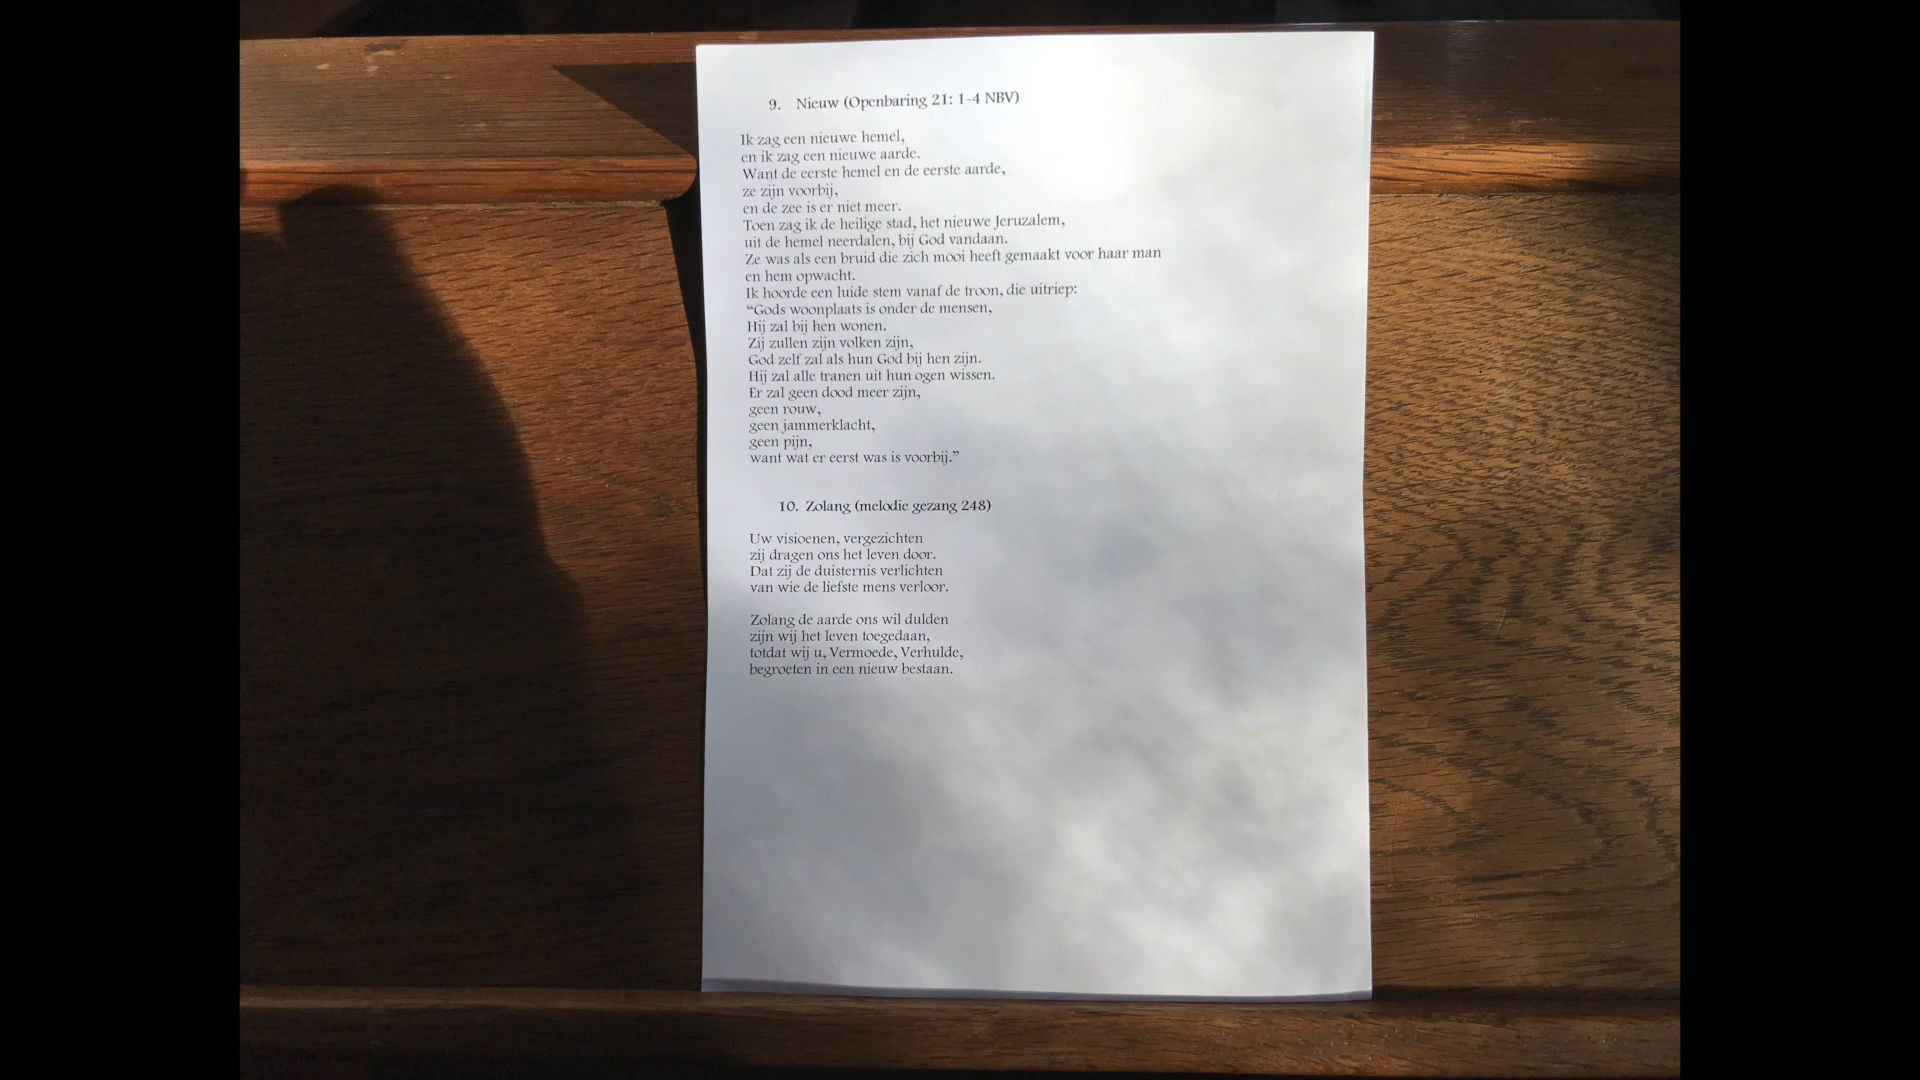 9. Nieuw (Openbaring 21: 1-4 NBV)
Ik zag een nieuwe hemel,
en ik zag een nieuwe aarde.
Want de eerste hemel en de eerste aarde,
ze zijn voorbij,
en de zee is er niet meer.
Toen zag ik de heilige stad, het nieuwe Jeruzalem,
uit de hemel neerdalen, bij God vandaan.
Ze was als een bruid die zich mooi heeft gemaakt voor haar man
en hem opwacht.
Ik hoorde een luide stem vanaf de troon, die uitriep:
“Gods woonplaats is onder de mensen,
Hij zal bij hen wonen.
Zij zullen zijn volken zijn,
God zelf zal als hun God bij hen zijn.
Hij zal alle tranen uit hun ogen wissen.
Er zal geen dood meer zijn,
geen rouw,
geen jammerklacht,
geen pijn,
want wat er eerst was is voorbij.”
10. Zolang (melodie gezang 248)
Uw visioenen, vergezichten
zij dragen ons het leven door.
Dat zij de duisternis verlichten
van wie de liefste mens verloor.
Zolang de aarde ons wil dulden
zijn wij het leven toegedaan,
totdat wij u, Vermoede, Verhulde,
begroeten in een nieuw bestaan.